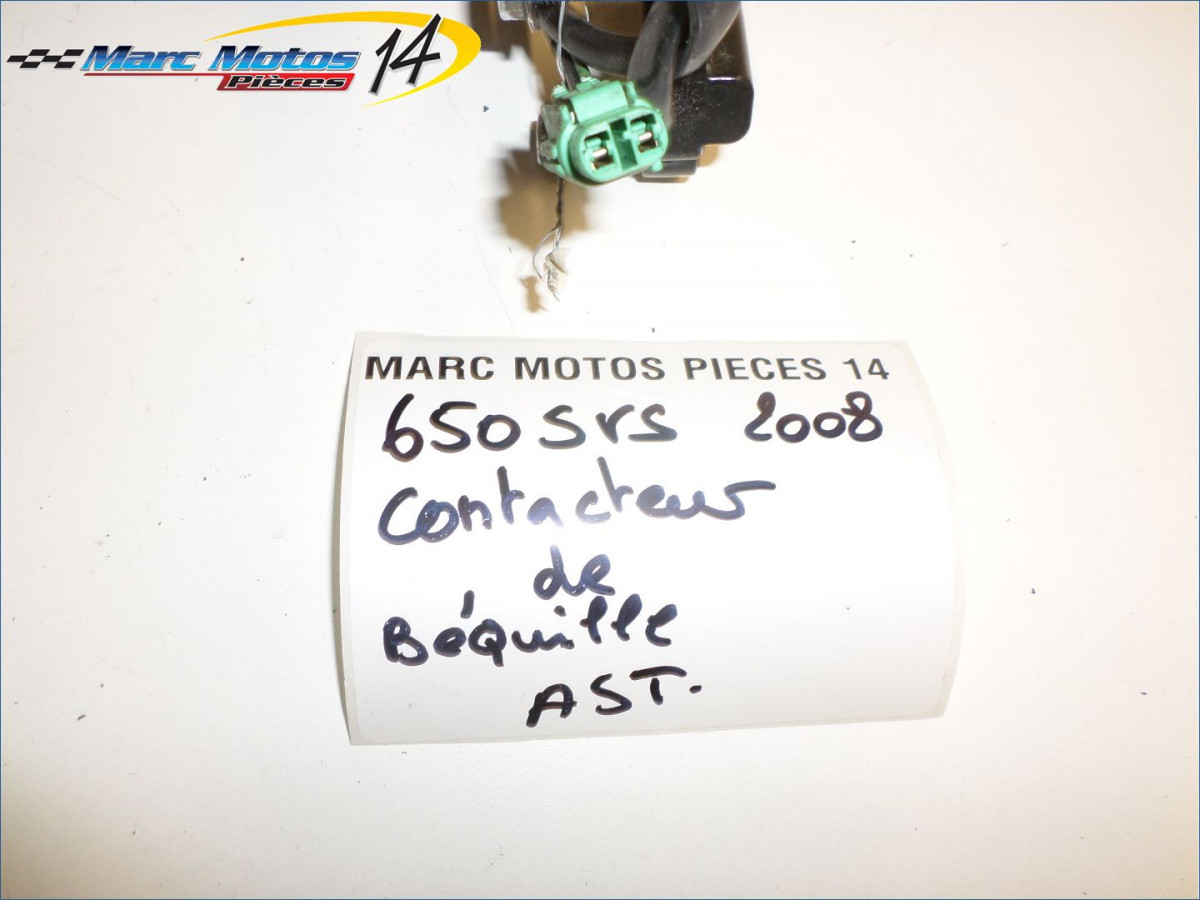 Marc Motos 14
Pièces
MARC MOTOS PIECES 14
650 SVS 2008
Contacteur
de
Béquille
AST.